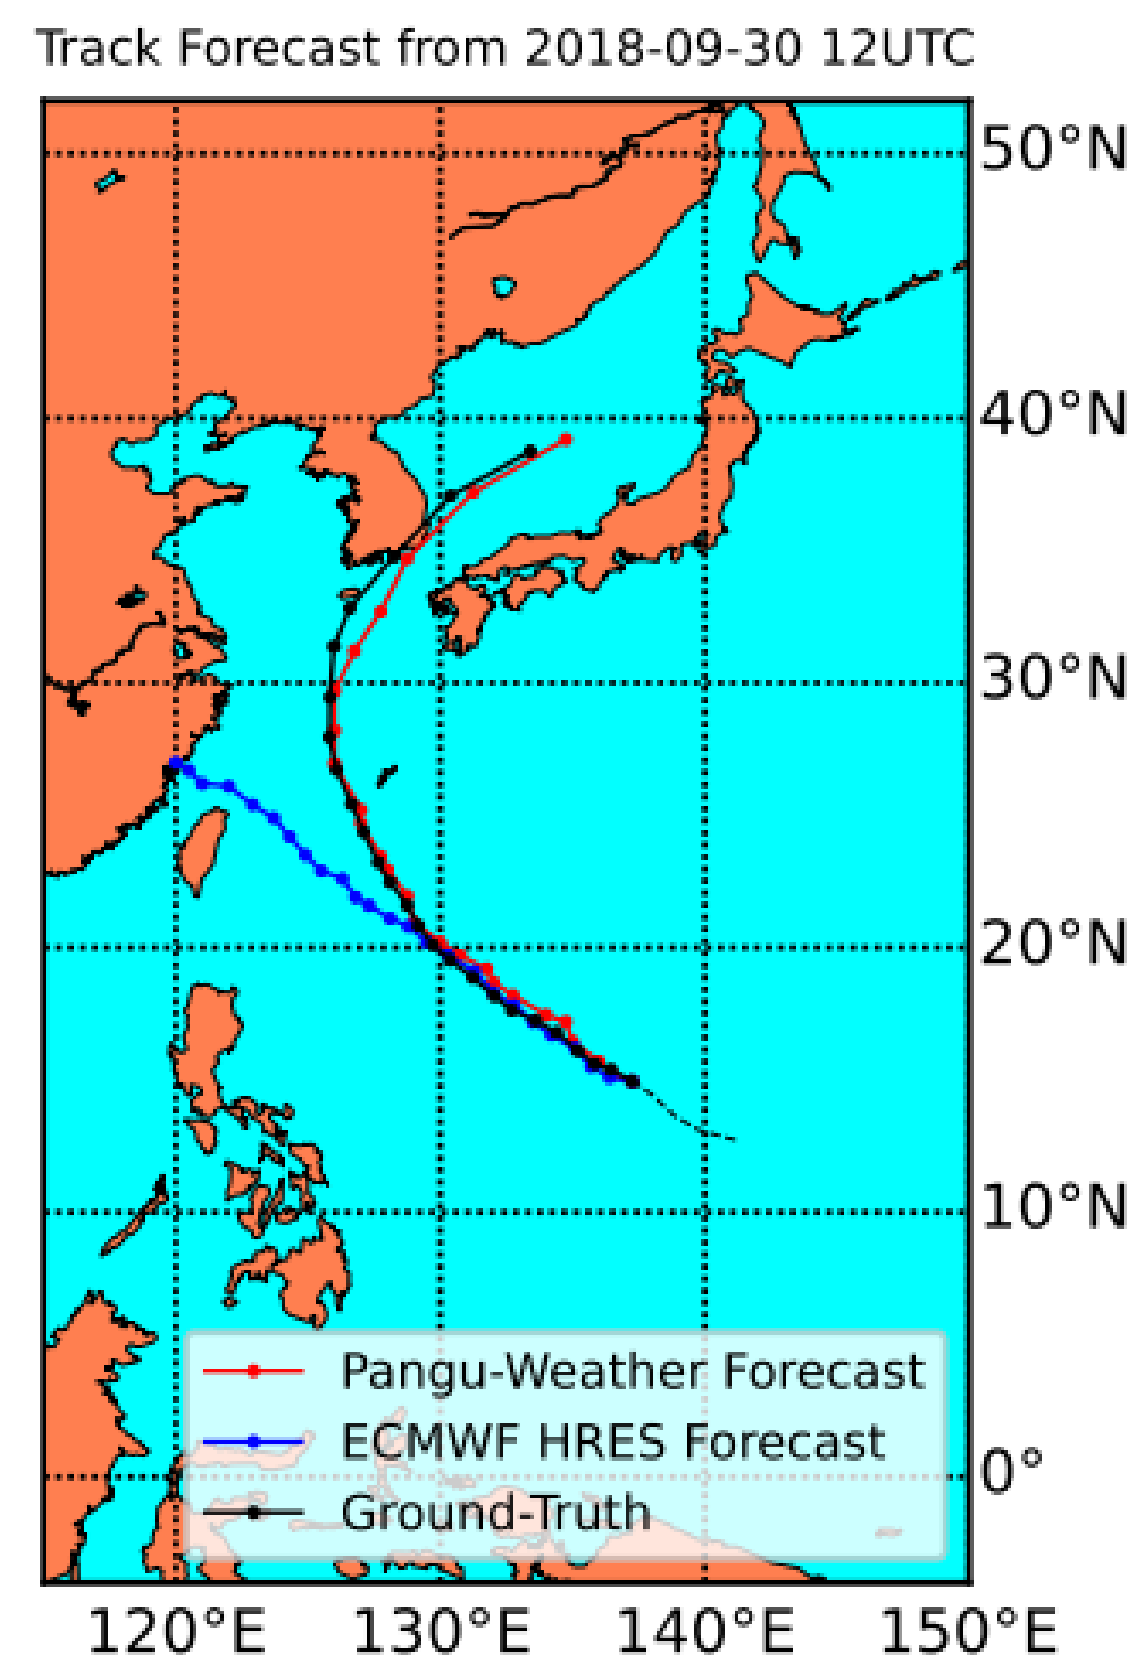 Track Forecast from 2018-09-30 12UTC
50°N
40°N
30°N
20°N
10°N
0°
Pangu-Weather Forecast
ECMWF HRES Forecast
Ground-Truth
120°E 130°E 140°E 150°E